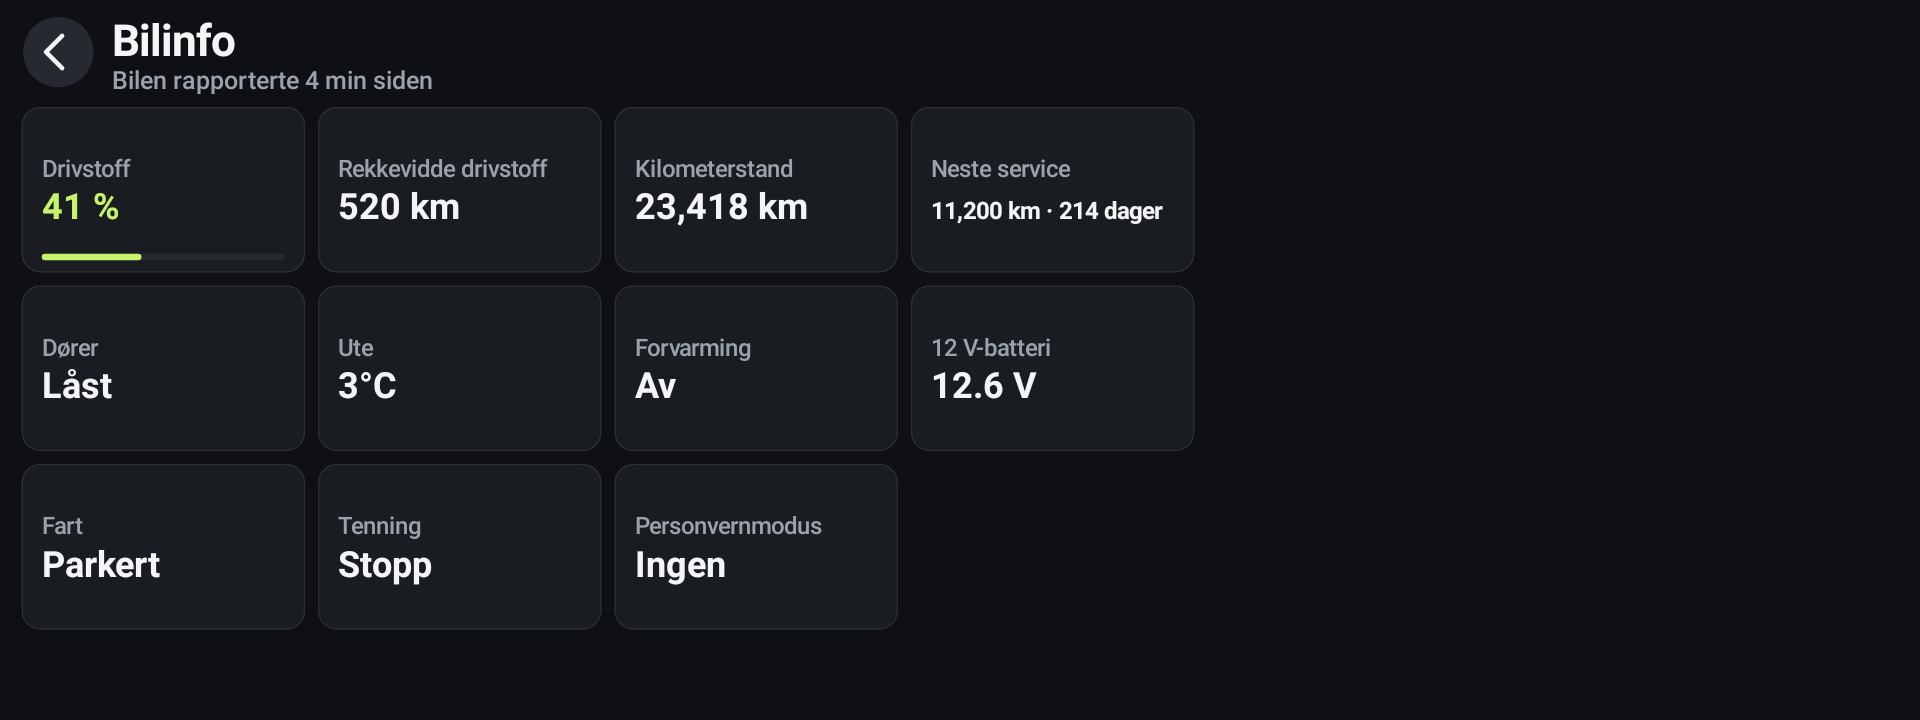 Bilinfo
Bilen rapporterte 4 min siden
Drivstoff
41 %
Rekkevidde drivstoff
520 km
Kilometerstand
23,418 km
Neste service
11,200 km · 214 dager
Dører
Låst
Ute
3°C
Forvarming
Av
12 V-batteri
12.6 V
Fart
Parkert
Tenning
Stopp
Personvernmodus
Ingen